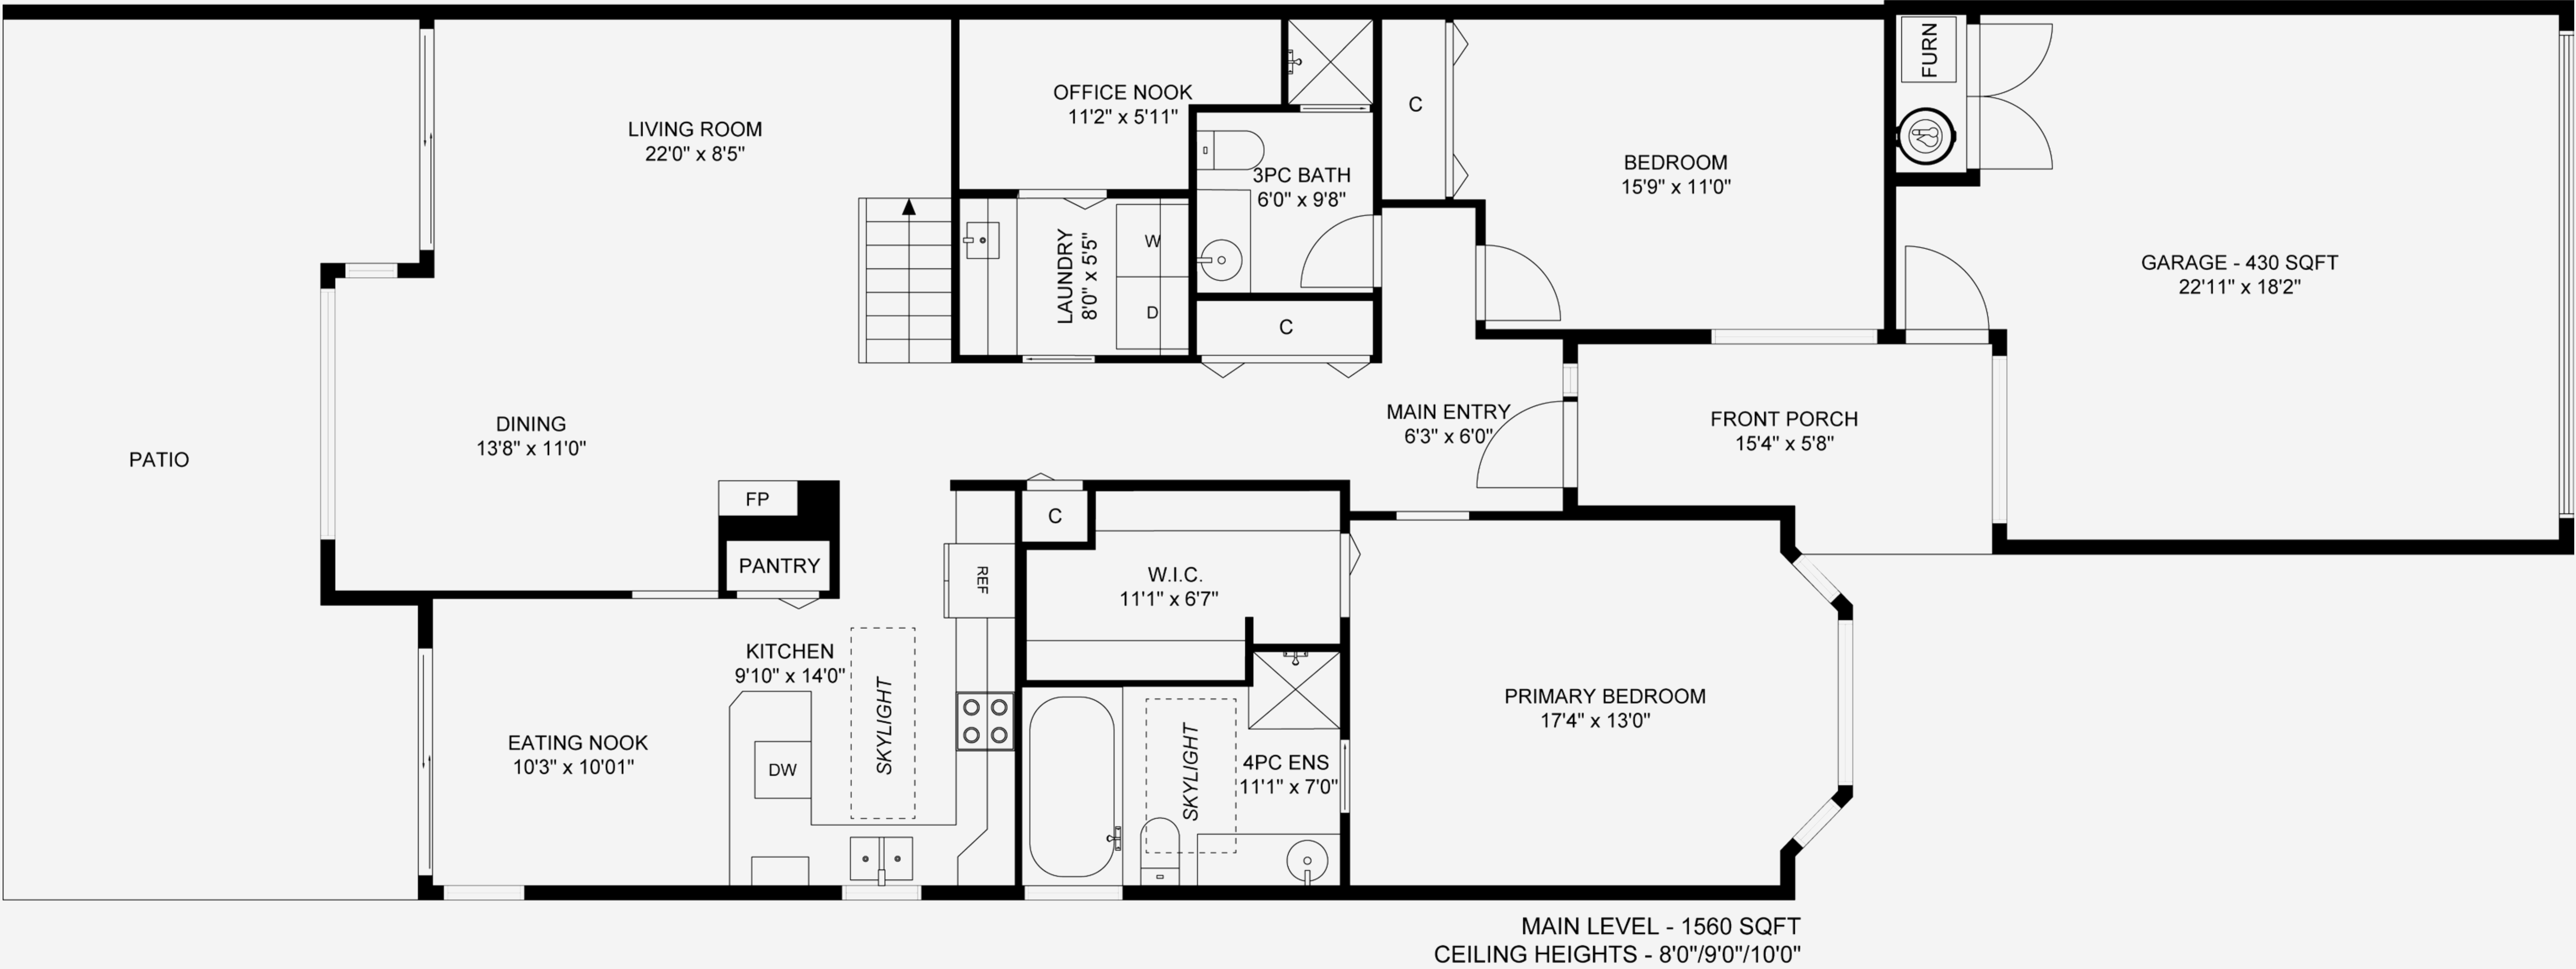 FURN
LIVING ROOM
22'0" x 8'5"
OFFICE NOOK
11'2" x 5'11"
C
3PC BATH
6'0" x 9'8"
BEDROOM
15'9" x 11'0"
LAUNDRY
8'0" x 5'5"
W
D
C
GARAGE - 430 SQFT
22'11" x 18'2"
PATIO
DINING
13'8" x 11'0"
MAIN ENTRY
6'3" x 6'0"
FRONT PORCH
15'4" x 5'8"
FP
PANTRY
C
REF
W.I.C.
11'1" x 6'7"
KITCHEN
9'10" x 14'0"
SKYLIGHT
EATING NOOK
10'3" x 10'01"
DW
SKYLIGHT
4PC ENS
11'1" x 7'0"
PRIMARY BEDROOM
17'4" x 13'0"
MAIN LEVEL - 1560 SQFT
CEILING HEIGHTS - 8'0"/9'0"/10'0"